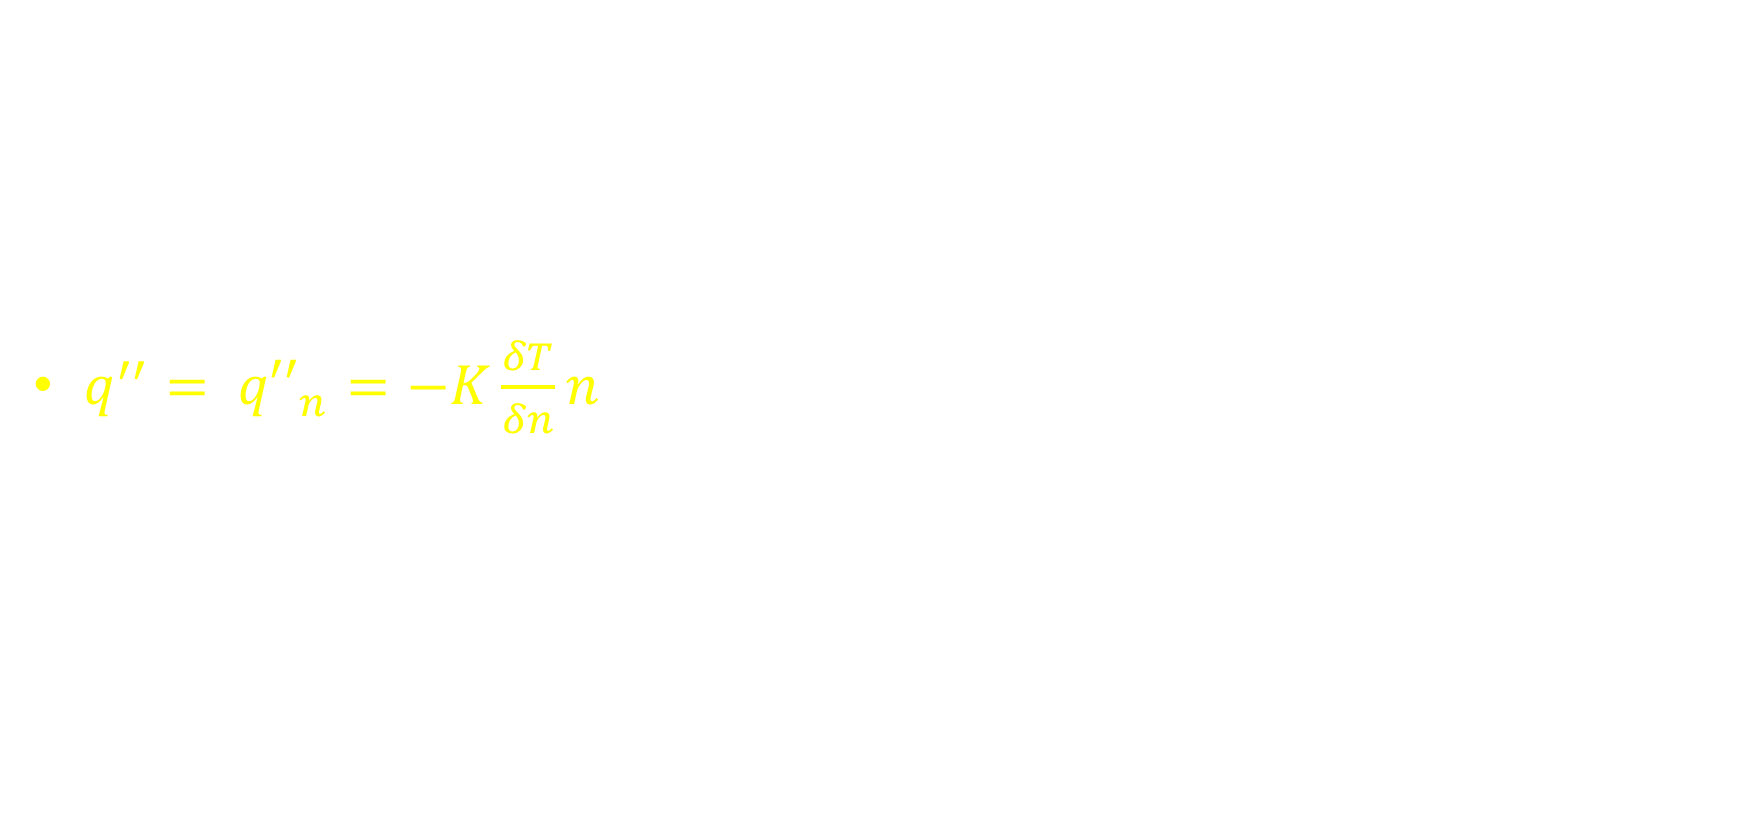 • q′′ = q′′ₙ = −K δT/δn n